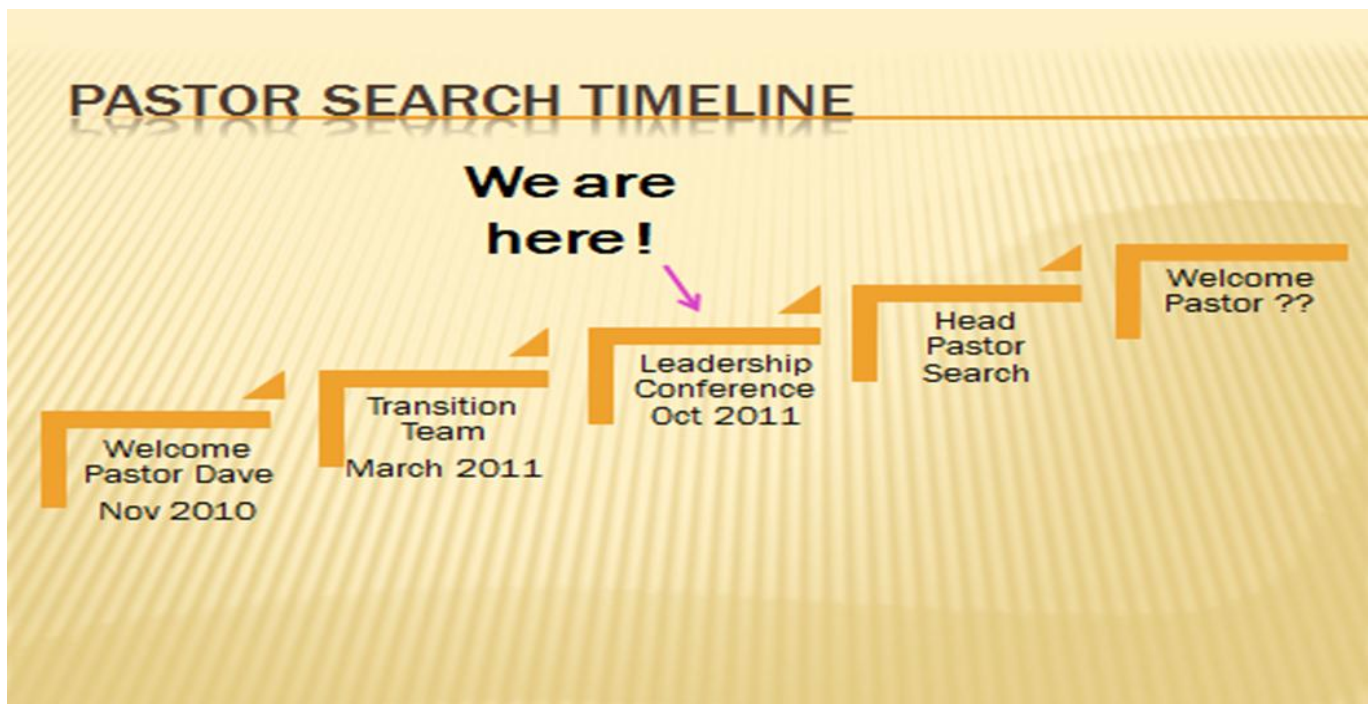 PASTOR SEARCH TIMELINE
We are
here!
Welcome
Pastor Dave
Nov 2010
Transition
Team
March 2011
Leadership
Conference
Oct 2011
Head
Pastor
Search
Welcome
Pastor ??